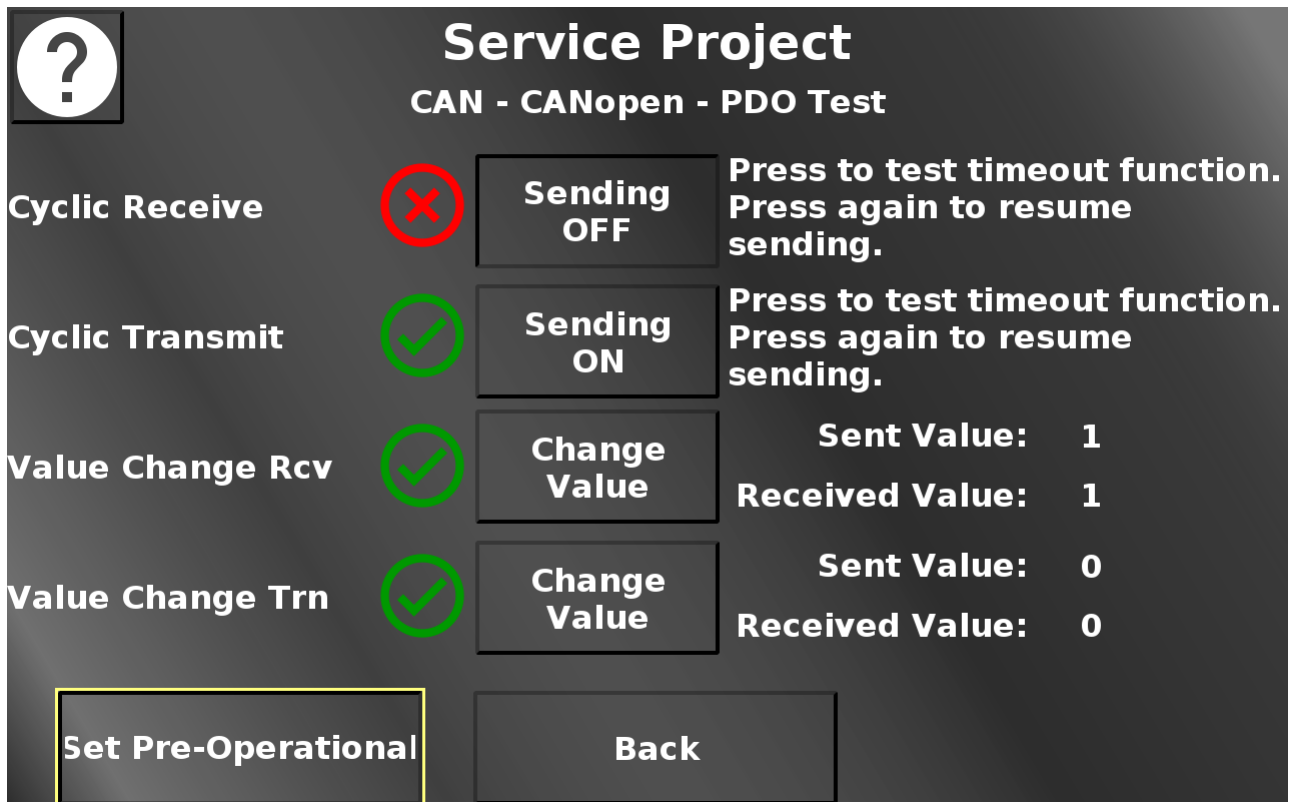 ?
Service Project
CAN - CANopen - PDO Test
Cyclic Receive
Sending
OFF
Press to test timeout function.
Press again to resume
sending.
Cyclic Transmit
Sending
ON
Press to test timeout function.
Press again to resume
sending.
Value Change Rcv
Change
Value
Sent Value: 1
Received Value: 1
Value Change Trn
Change
Value
Sent Value: 0
Received Value: 0
Set Pre-Operational
Back